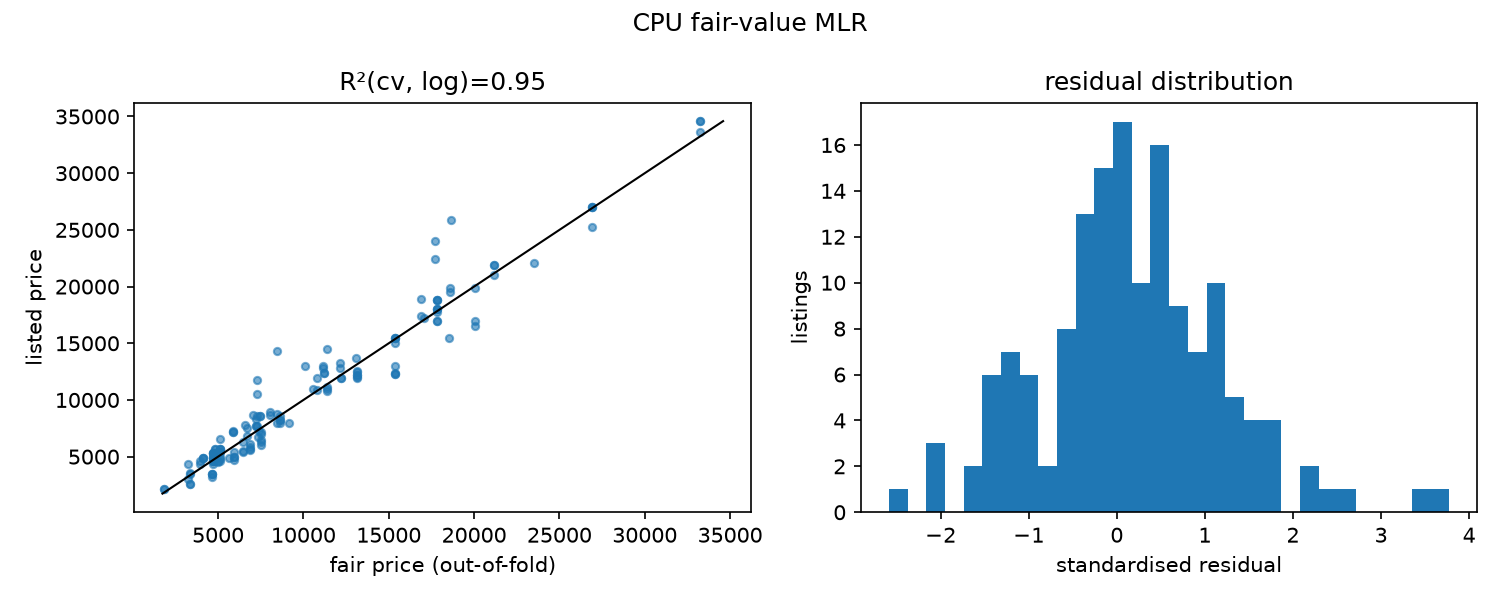 CPU fair-value MLR
R²(cv, log)=0.95
35000
30000
25000
20000
15000
10000
5000
listed price
5000 10000 15000 20000 25000 30000 35000
fair price (out-of-fold)
residual distribution
16
14
12
10
8
6
4
2
0
listings
−2 −1 0 1 2 3 4
standardised residual